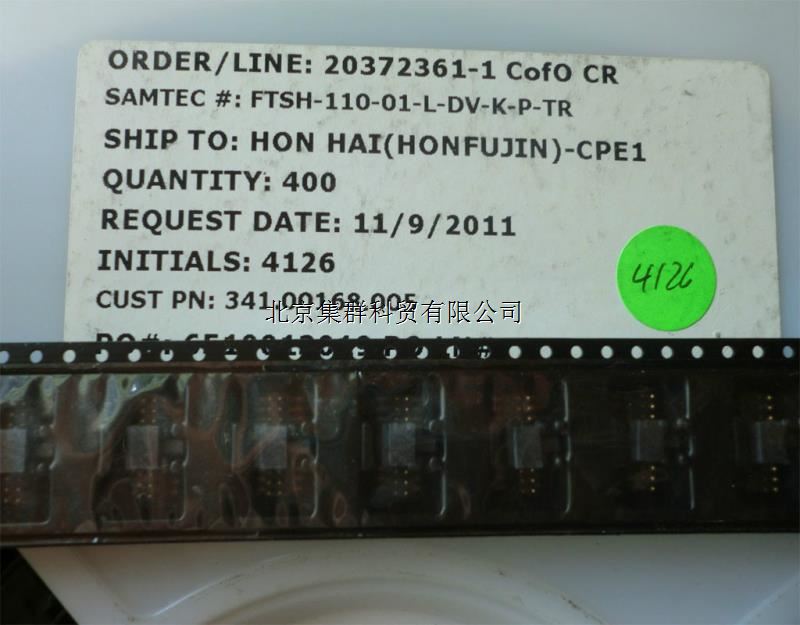 ORDER/LINE: 20372361-1 CofO CR
SAMTEC #: FTSH-110-01-L-DV-K-P-TR
SHIP TO: HON HAI(HONFUJIN)-CPE1
QUANTITY: 400
REQUEST DATE: 11/9/2011
INITIALS: 4126
4126
CUST PN: 341.00168.005
北京集群科贸有限公司
PO#: